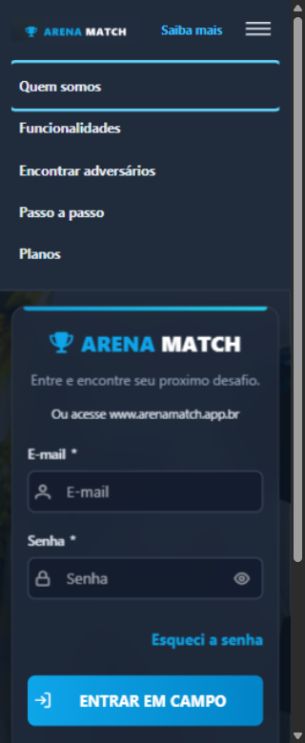 ARENA MATCH
Saiba mais
Quem somos
Funcionalidades
Encontrar adversários
Passo a passo
Planos
ARENA MATCH
Entre e encontre seu proximo desafio.
Ou acesse www.arenamatch.app.br
E-mail *
E-mail
Senha *
Senha
Esqueci a senha
ENTRAR EM CAMPO